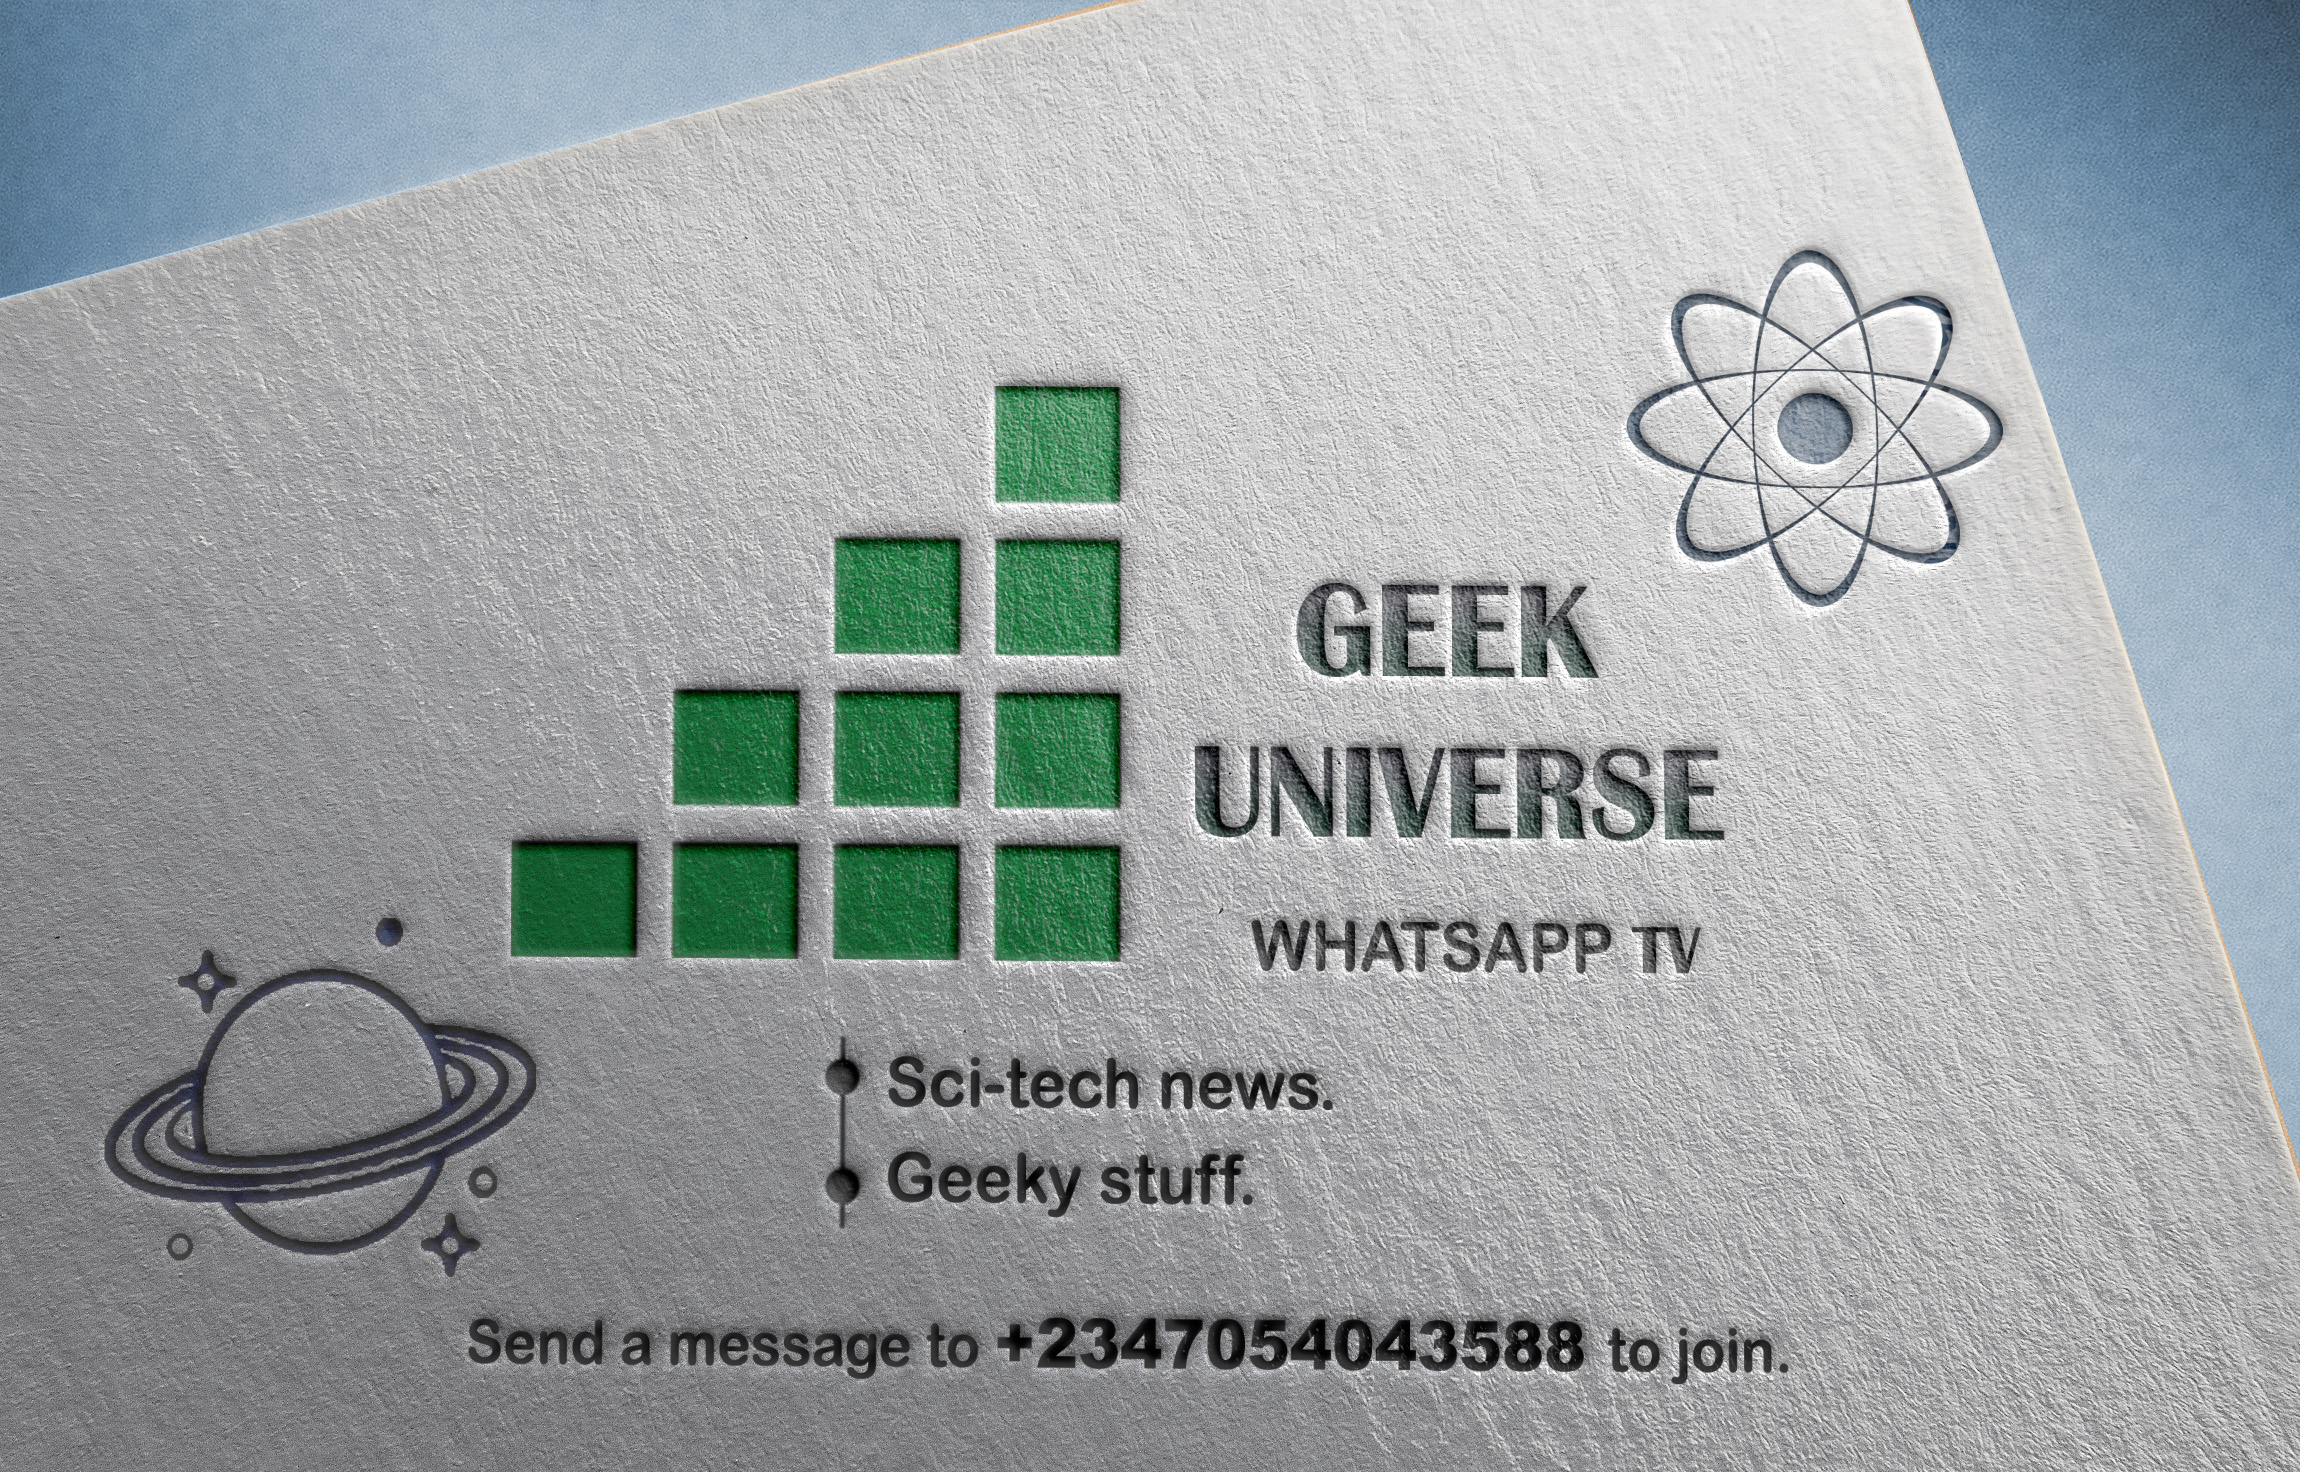 GEEK
UNIVERSE
WHATSAPP TV
Sci-tech news.
Geeky stuff.
Send a message to +2347054043588 to join.